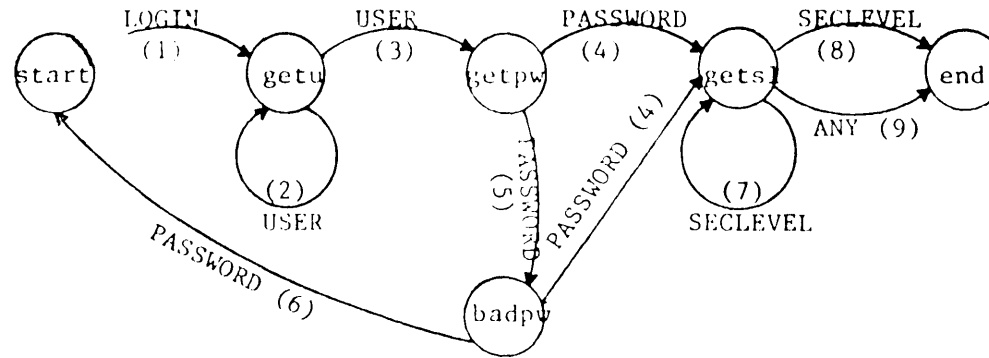 LOGIN
(1)
USER
(3)
PASSWORD
(4)
SECLEVEL
(8)
start
getu
getpw
getsl
end
ANY (9)
(2)
USER
PASSWORD
(5)
PASSWORD (4)
(7)
SECLEVEL
PASSWORD (6)
badpw